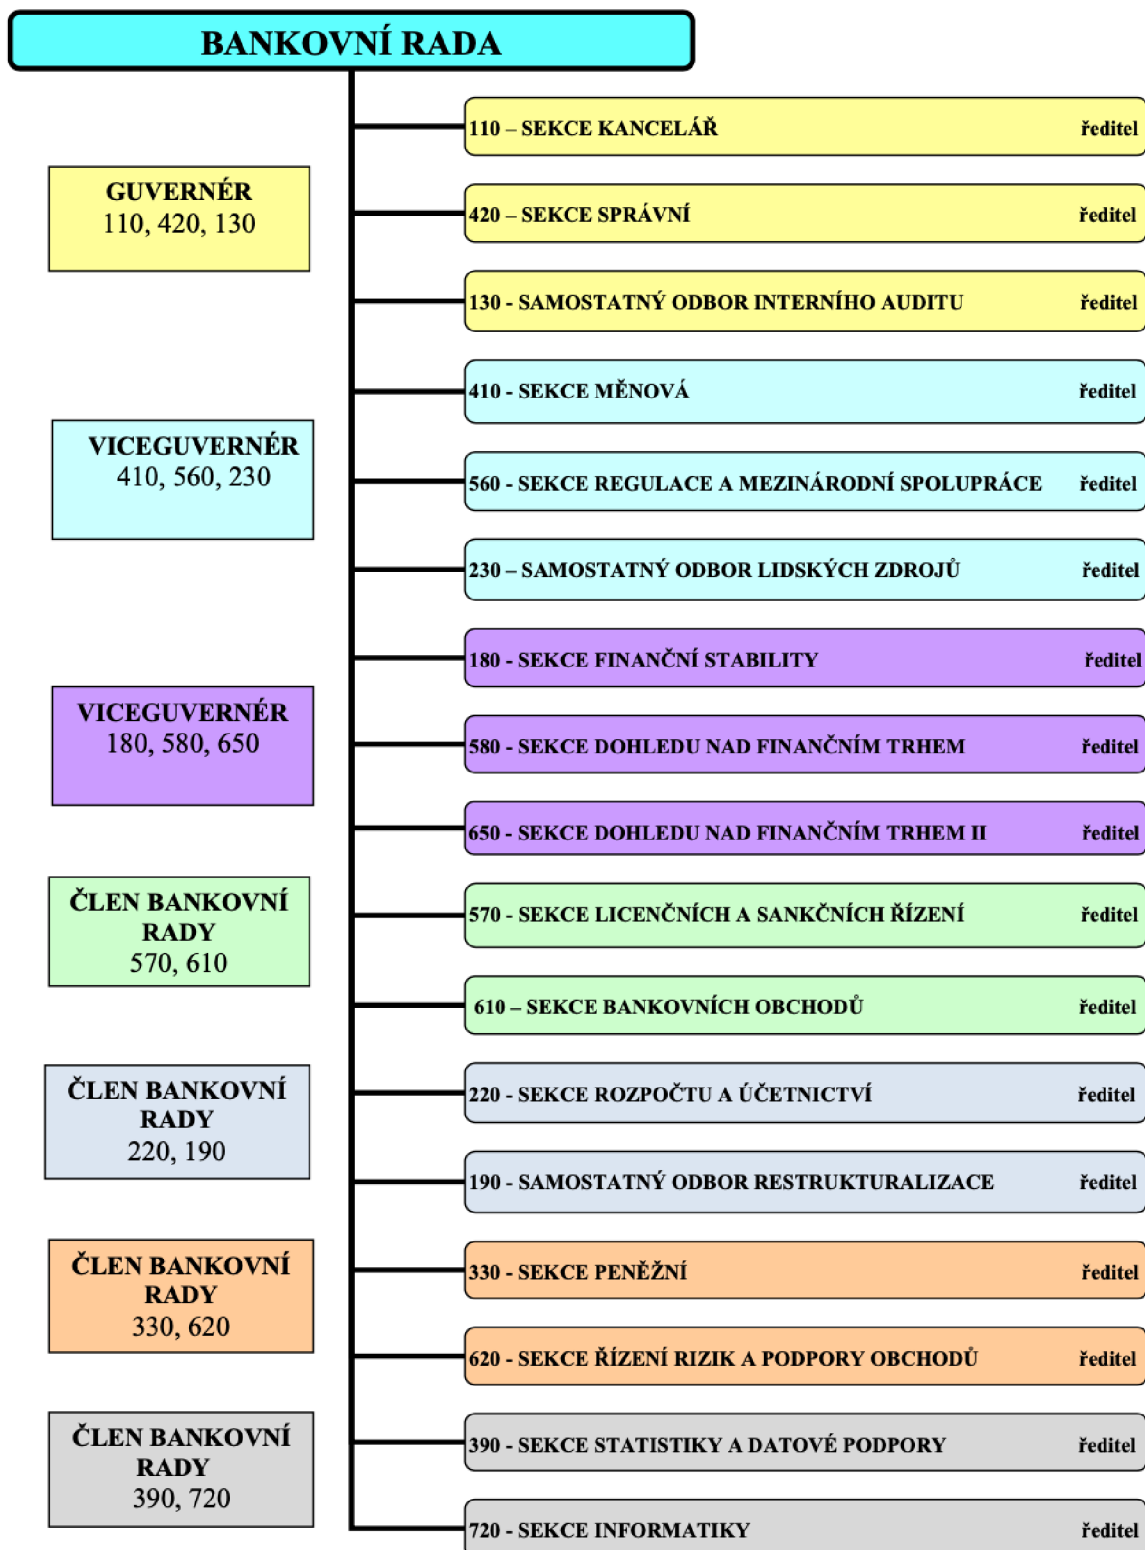 BANKOVNÍ RADA
110 – SEKCE KANCELÁŘ ředitel
GUVERNÉR
110, 420, 130
420 – SEKCE SPRÁVNÍ ředitel
130 - SAMOSTATNÝ ODBOR INTERNÍHO AUDITU ředitel
410 - SEKCE MĚNOVÁ ředitel
VICEGUVERNÉR
410, 560, 230
560 - SEKCE REGULACE A MEZINÁRODNÍ SPOLUPRÁCE ředitel
230 – SAMOSTATNÝ ODBOR LIDSKÝCH ZDROJŮ ředitel
180 - SEKCE FINANČNÍ STABILITY ředitel
VICEGUVERNÉR
180, 580, 650
580 - SEKCE DOHLEDU NAD FINANČNÍM TRHEM ředitel
650 - SEKCE DOHLEDU NAD FINANČNÍM TRHEM II ředitel
ČLEN BANKOVNÍ
RADY
570, 610
570 - SEKCE LICENČNÍCH A SANKČNÍCH ŘÍZENÍ ředitel
610 – SEKCE BANKOVNÍCH OBCHODŮ ředitel
ČLEN BANKOVNÍ
RADY
220, 190
220 - SEKCE ROZPOČTU A ÚČETNICTVÍ ředitel
190 - SAMOSTATNÝ ODBOR RESTRUKTURALIZACE ředitel
ČLEN BANKOVNÍ
RADY
330, 620
330 - SEKCE PENĚŽNÍ ředitel
620 - SEKCE ŘÍZENÍ RIZIK A PODPORY OBCHODŮ ředitel
ČLEN BANKOVNÍ
RADY
390, 720
390 - SEKCE STATISTIKY A DATOVÉ PODPORY ředitel
720 - SEKCE INFORMATIKY ředitel